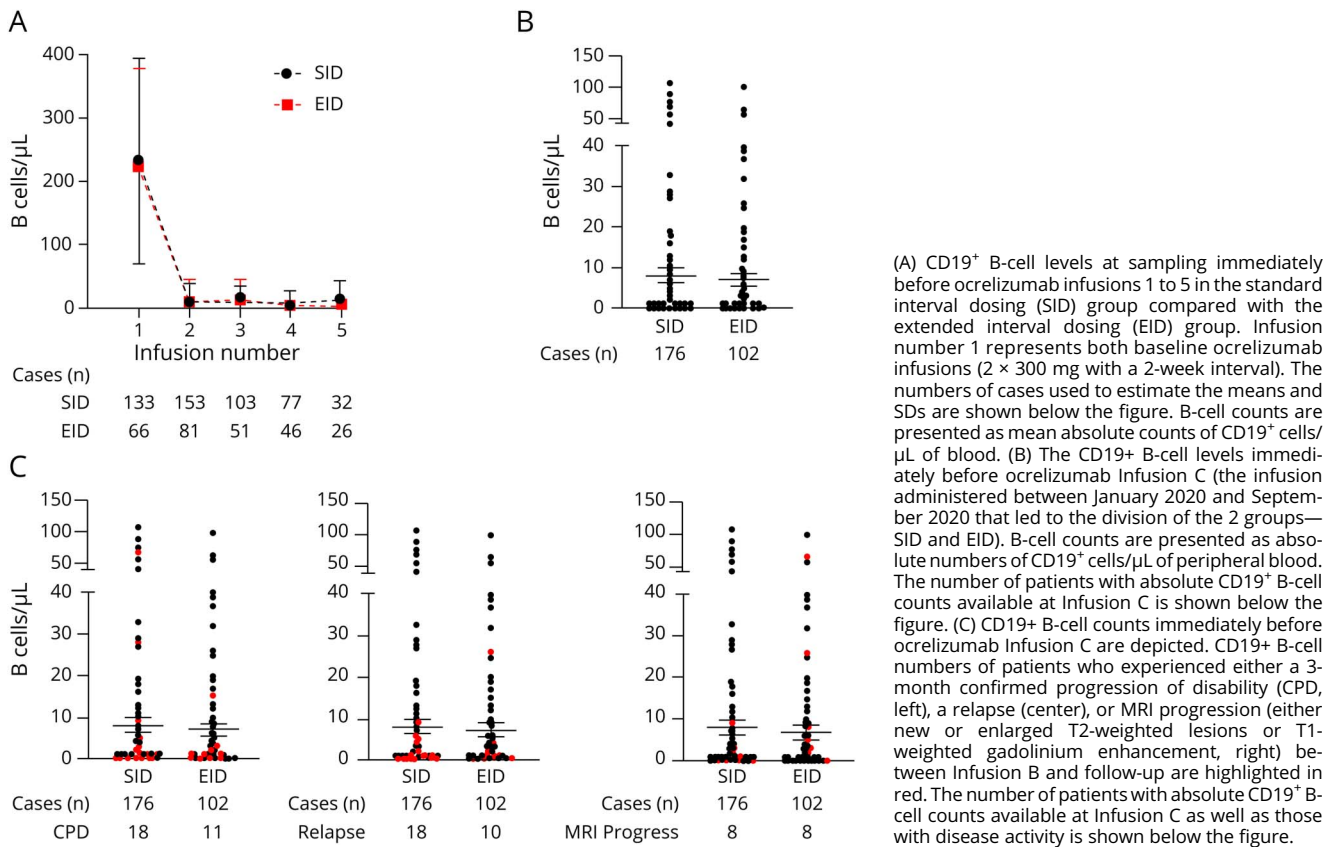 A
400
300
200
100
0
B cells/μL
SID
EID
1 2 3 4 5
Infusion number
Cases (n)
SID 133 153 103 77 32
EID 66 81 51 46 26
B
150
100
50
40
30
20
10
0
B cells/μL
SID EID
Cases (n) 176 102
C
150
100
50
40
30
20
10
0
B cells/μL
SID EID
Cases (n) 176 102
CPD 18 11
150
100
50
40
30
20
10
0
SID EID
Cases (n) 176 102
Relapse 18 10
150
100
50
40
30
20
10
0
SID EID
Cases (n) 176 102
MRI Progress 8 8
(A) CD19⁺ B-cell levels at sampling immediately
before ocrelizumab infusions 1 to 5 in the standard
interval dosing (SID) group compared with the
extended interval dosing (EID) group. Infusion
number 1 represents both baseline ocrelizumab
infusions (2 × 300 mg with a 2-week interval). The
numbers of cases used to estimate the means and
SDs are shown below the figure. B-cell counts are
presented as mean absolute counts of CD19⁺ cells/
μL of blood. (B) The CD19+ B-cell levels immedi-
ately before ocrelizumab Infusion C (the infusion
administered between January 2020 and Septem-
ber 2020 that led to the division of the 2 groups—
SID and EID). B-cell counts are presented as abso-
lute numbers of CD19⁺ cells/μL of peripheral blood.
The number of patients with absolute CD19⁺ B-cell
counts available at Infusion C is shown below the
figure. (C) CD19+ B-cell counts immediately before
ocrelizumab Infusion C are depicted. CD19+ B-cell
numbers of patients who experienced either a 3-
month confirmed progression of disability (CPD,
left), a relapse (center), or MRI progression (either
new or enlarged T2-weighted lesions or T1-
weighted gadolinium enhancement, right) be-
tween Infusion B and follow-up are highlighted in
red. The number of patients with absolute CD19⁺ B-
cell counts available at Infusion C as well as those
with disease activity is shown below the figure.